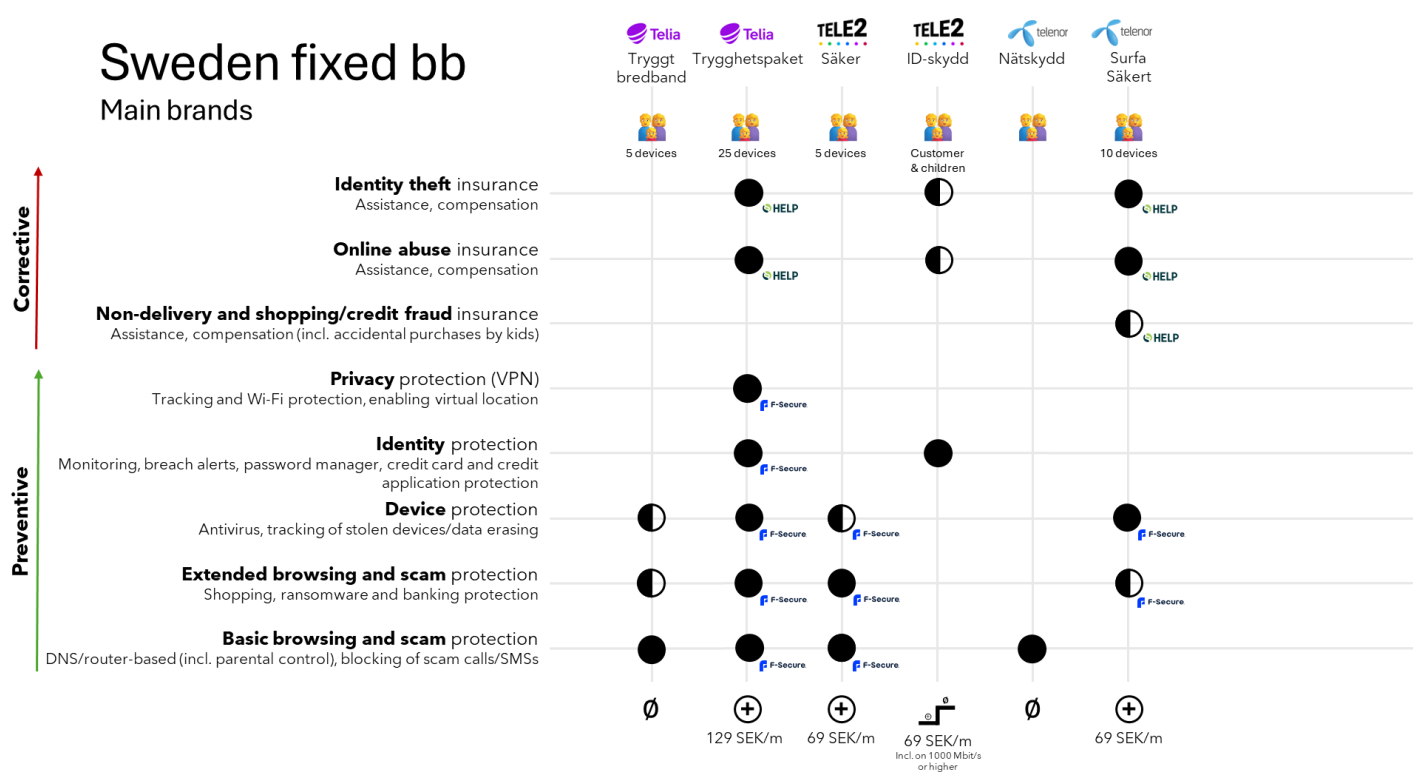 Sweden fixed bb
Main brands
Telia
Tryggt
bredband
5 devices
Telia
Trygghetspaket
25 devices
TELE2
Säker
5 devices
TELE2
ID-skydd
Customer
& children
telenor
Nätskydd
telenor
Surfa
Säkert
10 devices
Corrective
Identity theft insurance
Assistance, compensation
HELP
HELP
Online abuse insurance
Assistance, compensation
HELP
HELP
Non-delivery and shopping/credit fraud insurance
Assistance, compensation (incl. accidental purchases by kids)
HELP
Preventive
Privacy protection (VPN)
Tracking and Wi-Fi protection, enabling virtual location
F-Secure
Identity protection
Monitoring, breach alerts, password manager, credit card and credit
application protection
F-Secure
Device protection
Antivirus, tracking of stolen devices/data erasing
F-Secure
F-Secure
F-Secure
Extended browsing and scam protection
Shopping, ransomware and banking protection
F-Secure
F-Secure
F-Secure
Basic browsing and scam protection
DNS/router-based (incl. parental control), blocking of scam calls/SMSs
F-Secure
F-Secure
Ø
+
129 SEK/m
+
69 SEK/m
Ø
69 SEK/m
Incl. on 1000 Mbit/s
or higher
Ø
+
69 SEK/m